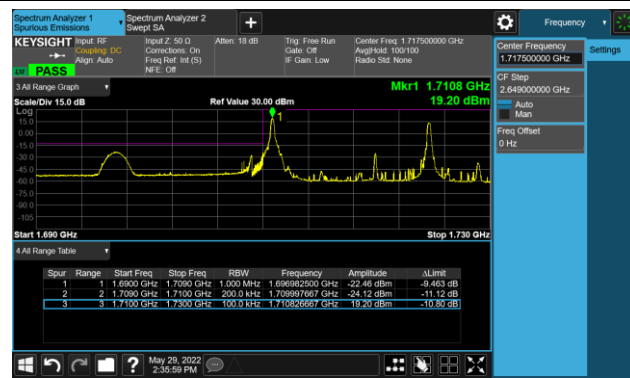 Spectrum Analyzer 1
Spurious Emissions
Spectrum Analyzer 2
Swept SA
Frequency
KEYSIGHT
Input: RF
Coupling: DC
Align: Auto
Input Z: 50 Ω
Corrections: On
Freq Ref: Int (S)
NFE: Off
Atten: 18 dB
Trig: Free Run
Gate: Off
IF Gain: Low
Center Freq: 1.717500000 GHz
Avg|Hold: 100/100
Radio Std: None
PASS
Center Frequency
1.717500000 GHz
Settings
CF Step
2.649000000 GHz
Auto
Man
Freq Offset
0 Hz
3 All Range Graph
Mkr1 1.7108 GHz
Scale/Div 15.0 dB
Ref Value 30.00 dBm
19.20 dBm
Log
15.0
0.00
-15.0
-30.0
-45.0
-60.0
-75.0
-90.0
-105
1
Start 1.690 GHz
Stop 1.730 GHz
4 All Range Table
Spur Range Start Freq Stop Freq RBW Frequency Amplitude ΔLimit
1 1 1.6900 GHz 1.7090 GHz 1.000 MHz 1.696982500 GHz -22.46 dBm -9.463 dB
2 2 1.7090 GHz 1.7100 GHz 200.0 kHz 1.709997667 GHz -24.12 dBm -11.12 dB
3 3 1.7100 GHz 1.7300 GHz 100.0 kHz 1.710826667 GHz 19.20 dBm -10.80 dB
May 29, 2022
2:35:59 PM